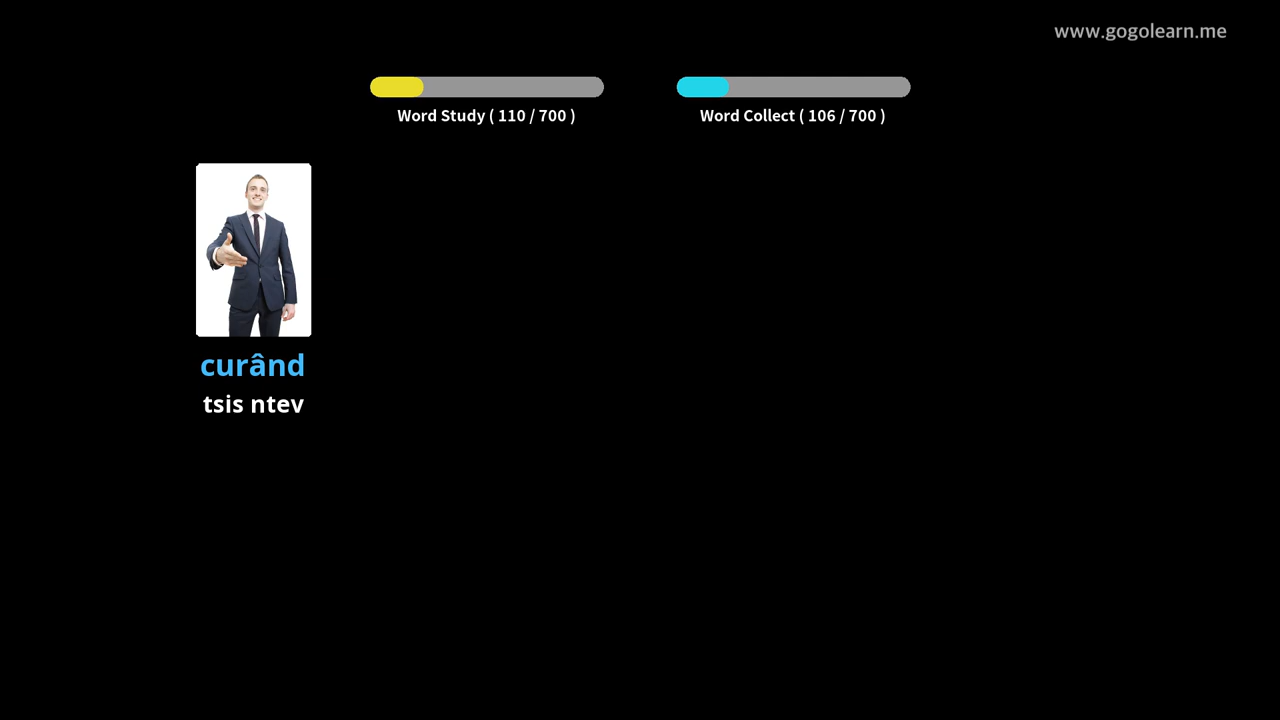 www.gogolearn.me
Word Study ( 110 / 700 )
Word Collect ( 106 / 700 )
curând
tsis ntev